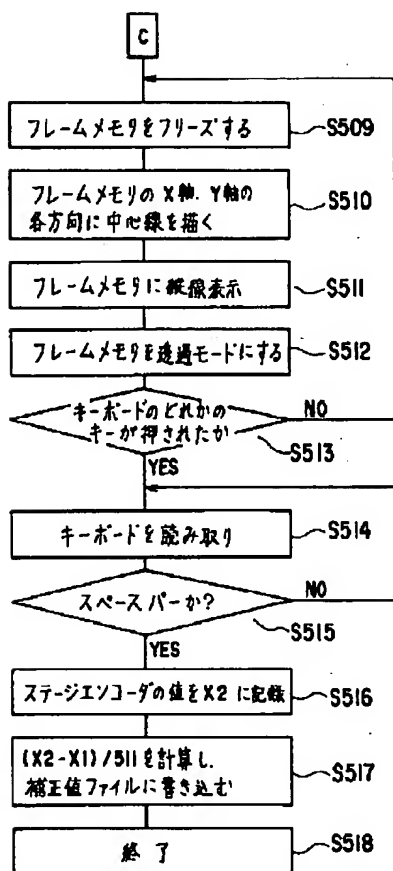 C
フレームメモリをフリーズする
S509
フレームメモリの X軸, Y軸の
各方向に中心線を描く
S510
フレームメモリに縦線表示
S511
フレームメモリを透過モードにする
S512
キーボードのどれかの
キーが押されたか
NO
S513
YES
キーボードを読み取り
S514
スペースバーか?
NO
S515
YES
ステージエンコーダの値をX2に記録
S516
(X2-X1)/511を計算し,
補正値ファイルに書き込む
S517
終了
S518